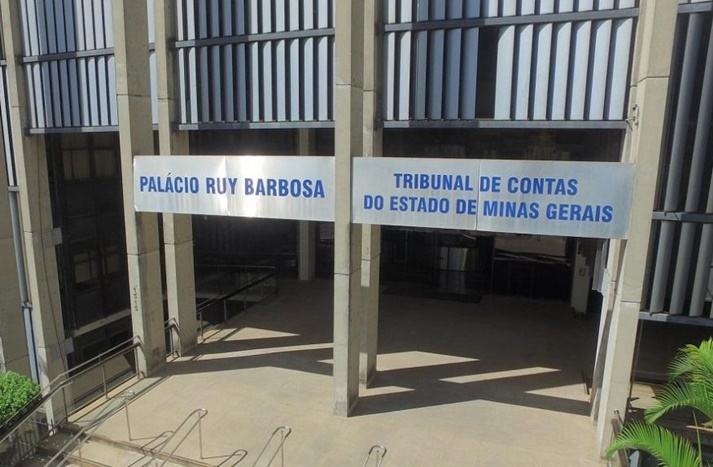 PALÁCIO RUY BARBOSA
TRIBUNAL DE CONTAS
DO ESTADO DE MINAS GERAIS